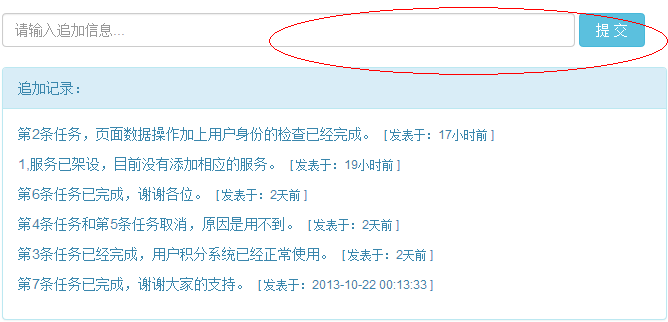 请输入追加信息...
提 交
追加记录：
第2条任务，页面数据操作加上用户身份的检查已经完成。 [ 发表于：17小时前 ]
1,服务已架设，目前没有添加相应的服务。 [ 发表于：19小时前 ]
第6条任务已完成，谢谢各位。 [ 发表于：2天前 ]
第4条任务和第5条任务取消，原因是用不到。 [ 发表于：2天前 ]
第3条任务已经完成，用户积分系统已经正常使用。 [ 发表于：2天前 ]
第7条任务已完成，谢谢大家的支持。 [ 发表于：2013-10-22 00:13:33 ]